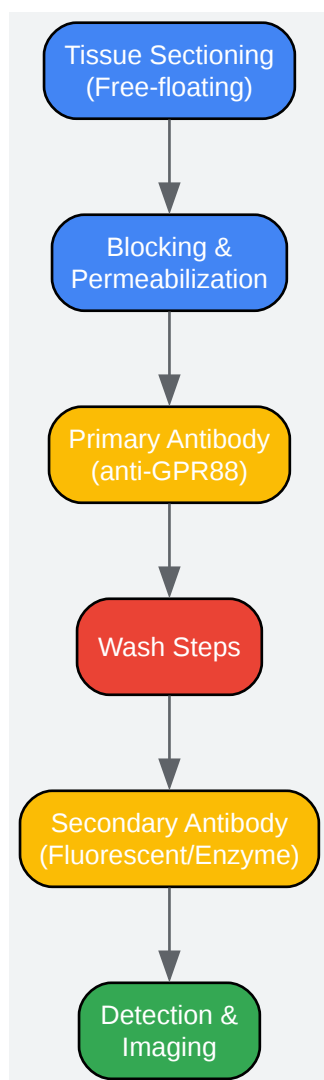 Tissue Sectioning
(Free-floating)
Blocking &
Permeabilization
Primary Antibody
(anti-GPR88)
Wash Steps
Secondary Antibody
(Fluorescent/Enzyme)
Detection &
Imaging